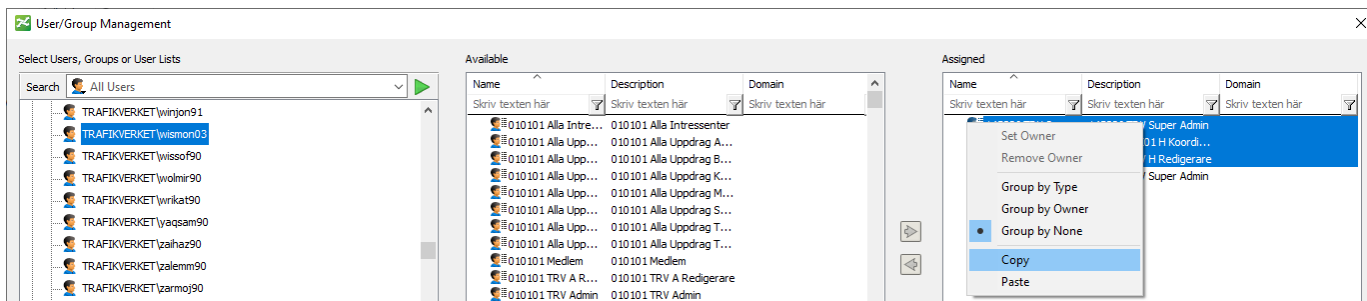 User/Group Management
Select Users, Groups or User Lists
Search All Users
TRAFIKVERKET\winjon91
TRAFIKVERKET\wismon03
TRAFIKVERKET\wissof90
TRAFIKVERKET\wolmir90
TRAFIKVERKET\wrikat90
TRAFIKVERKET\yaqsam90
TRAFIKVERKET\zaihaz90
TRAFIKVERKET\zalemm90
TRAFIKVERKET\zarmoj90
Available
Name Description Domain
Skriv texten här Skriv texten här Skriv texten här
010101 Alla Intre... 010101 Alla Intressenter
010101 Alla Upp... 010101 Alla Uppdrag A...
010101 Alla Upp... 010101 Alla Uppdrag B...
010101 Alla Upp... 010101 Alla Uppdrag K...
010101 Alla Upp... 010101 Alla Uppdrag M...
010101 Alla Upp... 010101 Alla Uppdrag S...
010101 Alla Upp... 010101 Alla Uppdrag T...
010101 Medlem 010101 Medlem
010101 TRV A R... 010101 TRV A Redigerare
010101 TRV Admin 010101 TRV Admin
Assigned
Name Description Domain
Skriv texten här Skriv texten här Skriv texten här
Super Admin
01 H Koordi...
H Redigerare
Super Admin
Set Owner
Remove Owner
Group by Type
Group by Owner
Group by None
Copy
Paste